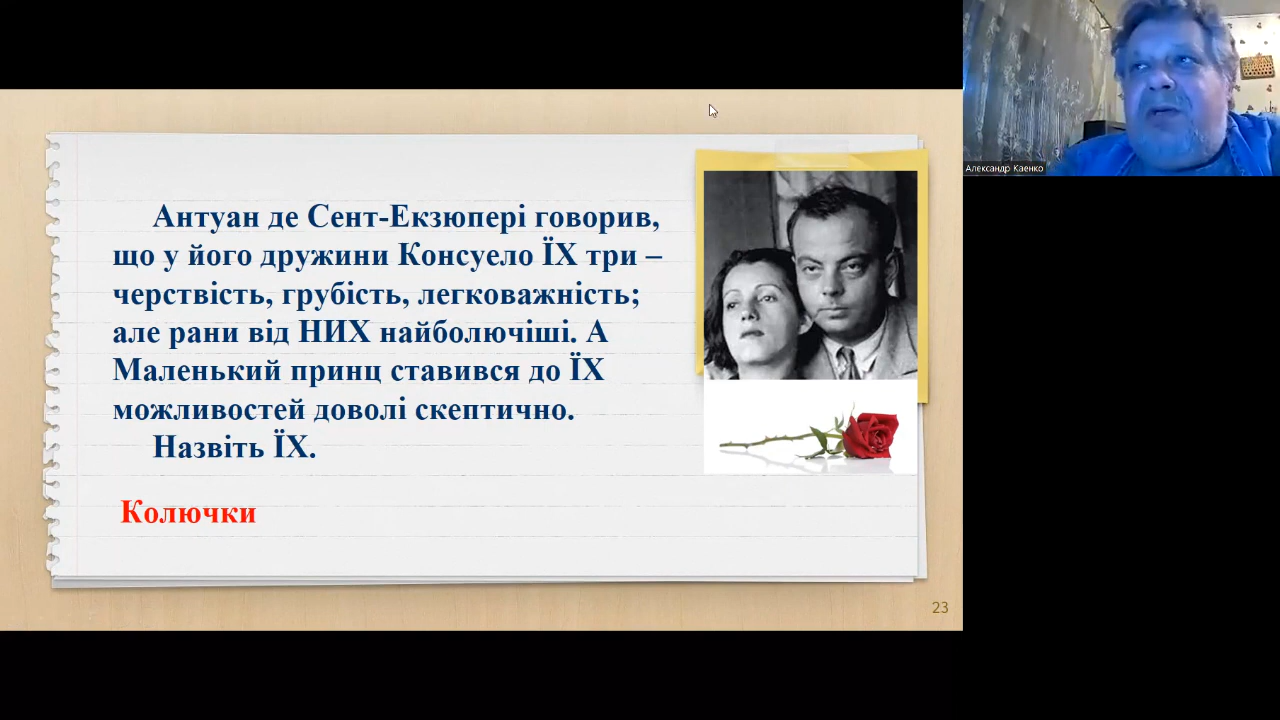 Антуан де Сент-Екзюпері говорив,
що у його дружини Консуело ЇХ три –
черствість, грубість, легковажність;
але рани від НИХ найболючіші. А
Маленький принц ставився до ЇХ
можливостей доволі скептично.
Назвіть ЇХ.
Колючки
23
Александр Каенко